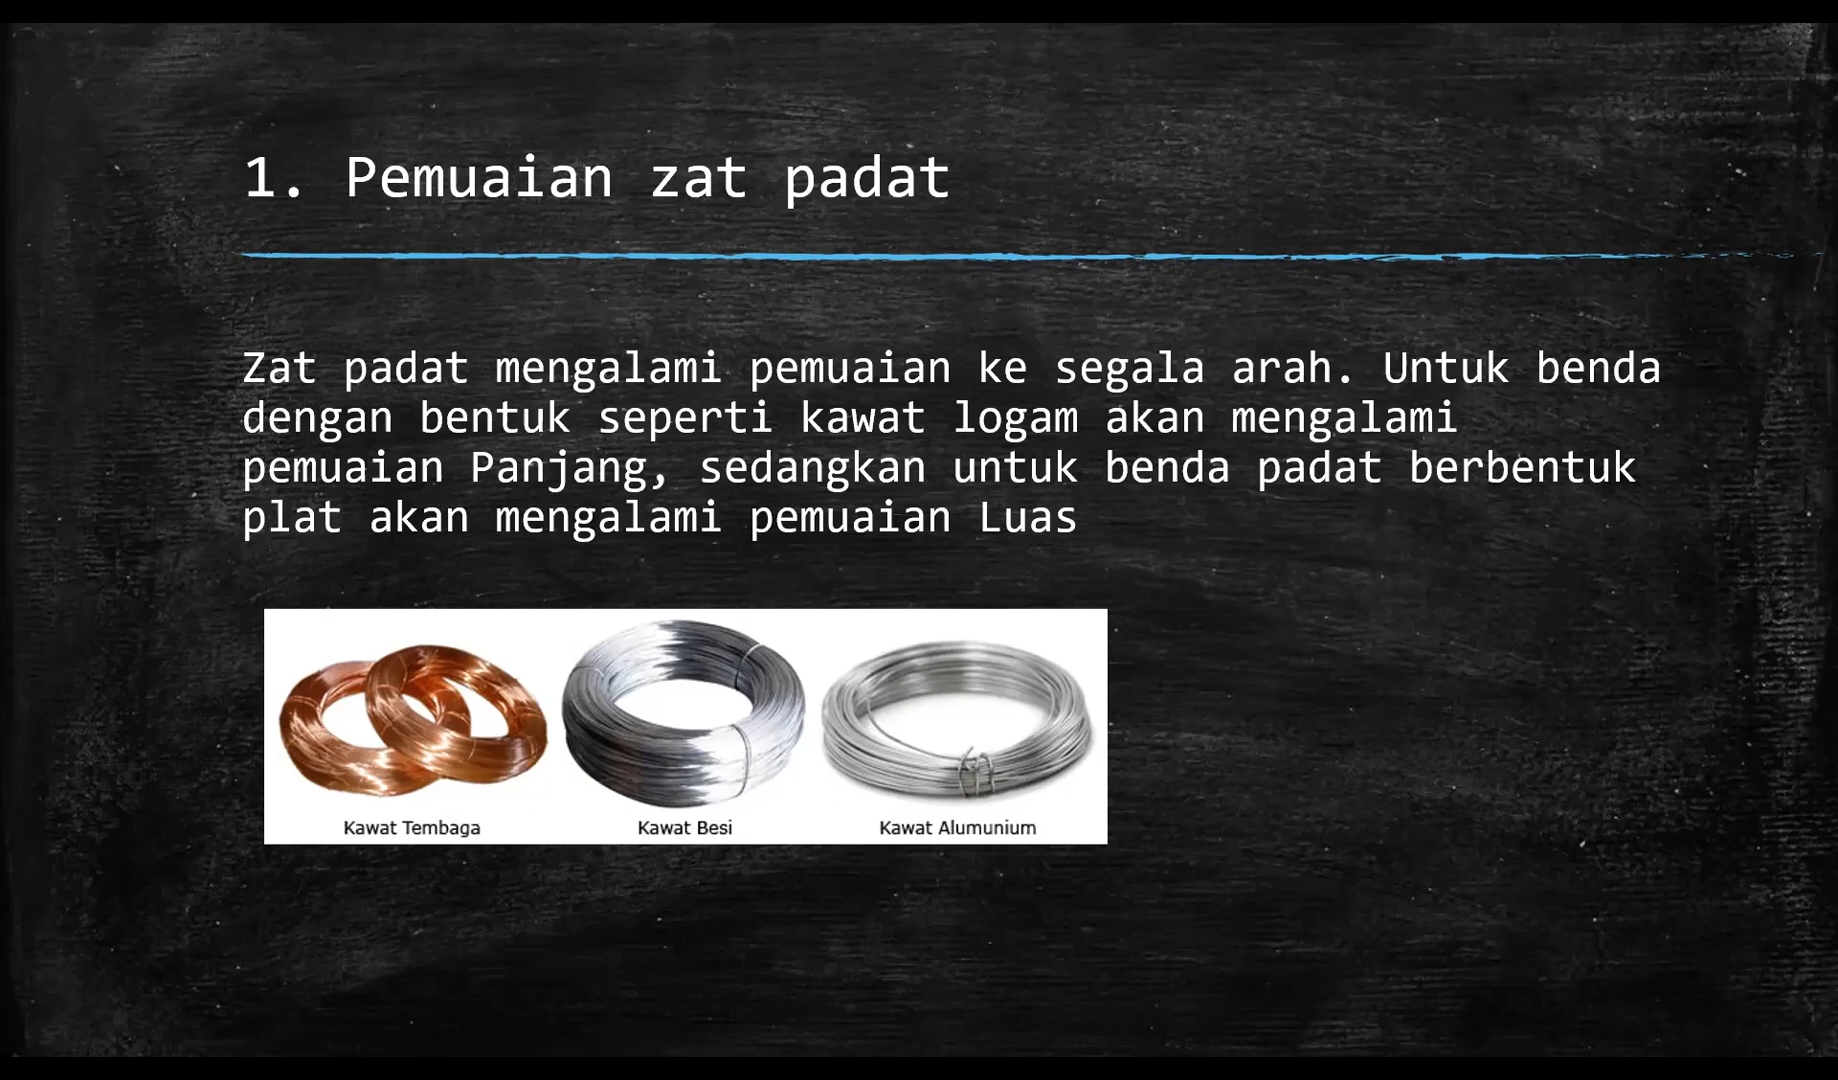 1. Pemuaian zat padat
Zat padat mengalami pemuaian ke segala arah. Untuk benda
dengan bentuk seperti kawat logam akan mengalami
pemuaian Panjang, sedangkan untuk benda padat berbentuk
plat akan mengalami pemuaian Luas
Kawat Tembaga
Kawat Besi
Kawat Alumunium